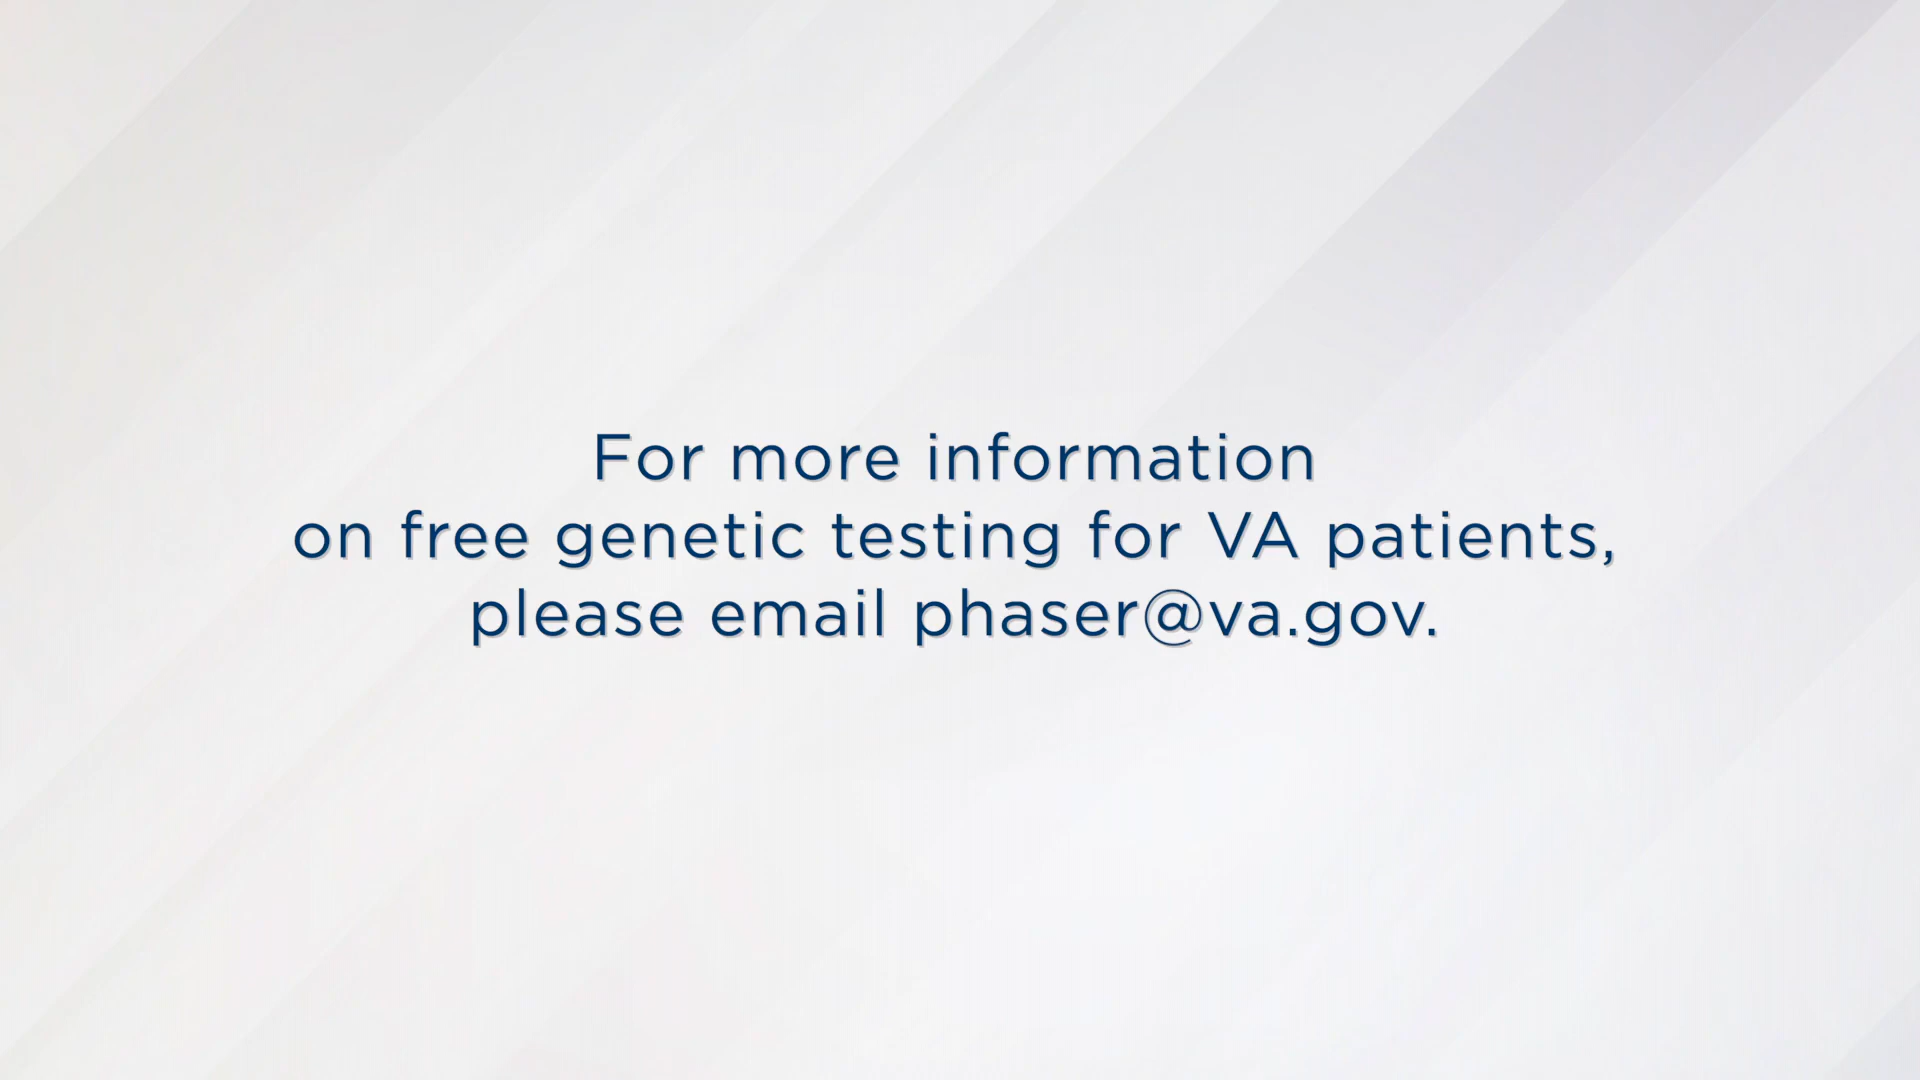 For more information
on free genetic testing for VA patients,
please email phaser@va.gov.